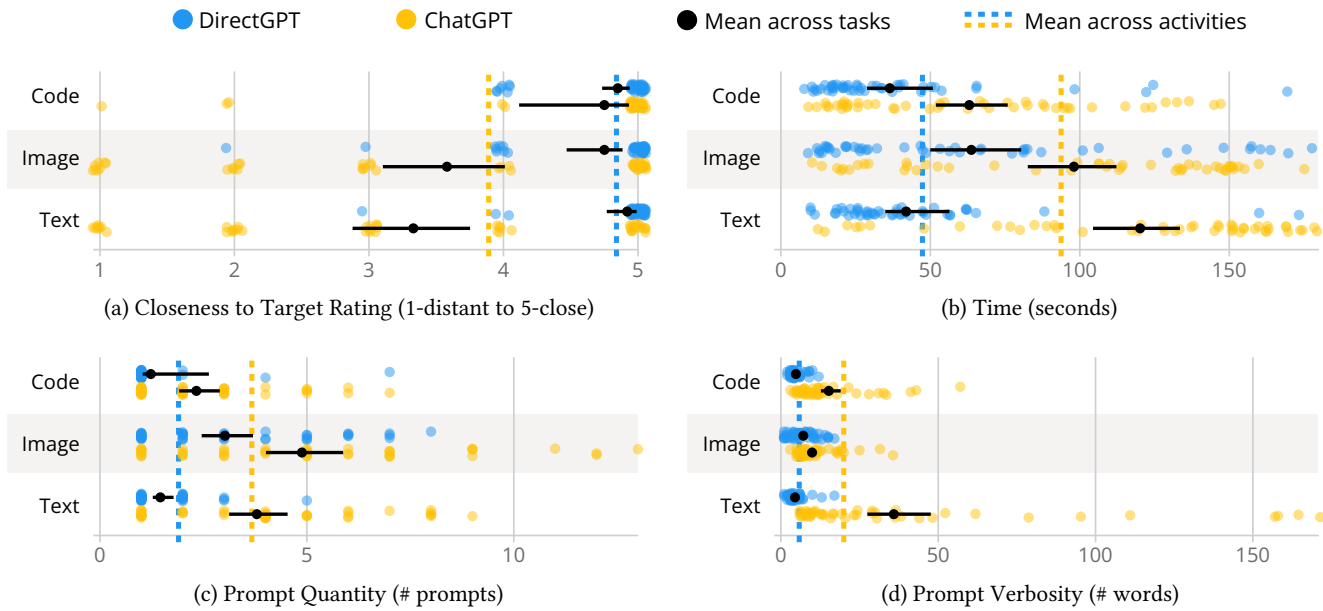 DirectGPT ChatGPT Mean across tasks Mean across activities
Code
Image
Text
1 2 3 4 5
(a) Closeness to Target Rating (1-distant to 5-close)
Code
Image
Text
0 50 100 150
(b) Time (seconds)
Code
Image
Text
0 5 10
(c) Prompt Quantity (# prompts)
Code
Image
Text
0 50 100 150
(d) Prompt Verbosity (# words)